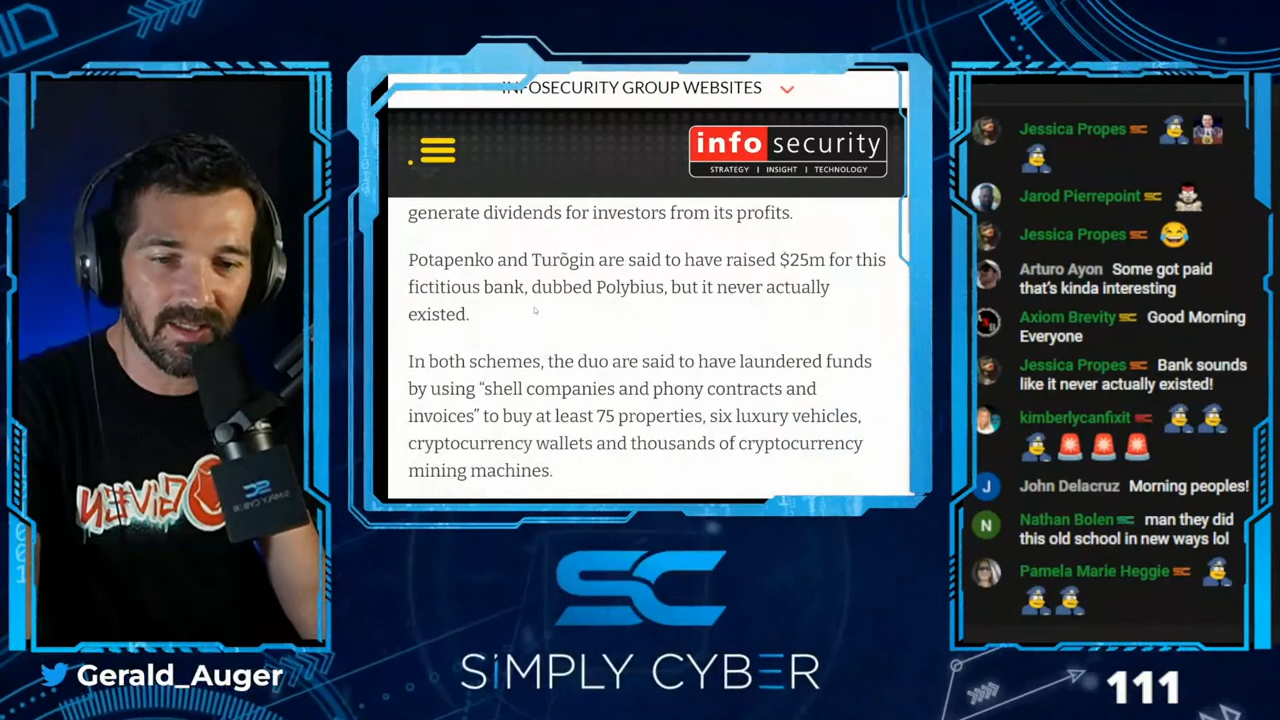 INFOSECURITY GROUP WEBSITES
info security
STRATEGY | INSIGHT | TECHNOLOGY
generate dividends for investors from its profits.
Potapenko and Turõgin are said to have raised $25m for this
fictitious bank, dubbed Polybius, but it never actually
existed.
In both schemes, the duo are said to have laundered funds
by using “shell companies and phony contracts and
invoices” to buy at least 75 properties, six luxury vehicles,
cryptocurrency wallets and thousands of cryptocurrency
mining machines.
Jessica Propes
Jarod Pierrepoint
Jessica Propes
Arturo Ayon Some got paid
that's kinda interesting
Axiom Brevity Good Morning
Everyone
Jessica Propes Bank sounds
like it never actually existed!
kimberlycanfixit
J John Delacruz Morning peoples!
N Nathan Bolen man they did
this old school in new ways lol
Pamela Marie Heggie
GIVEN
SC
SIMPLY CYBER
SC
SiMPLY CYBER
Gerald_Auger
111